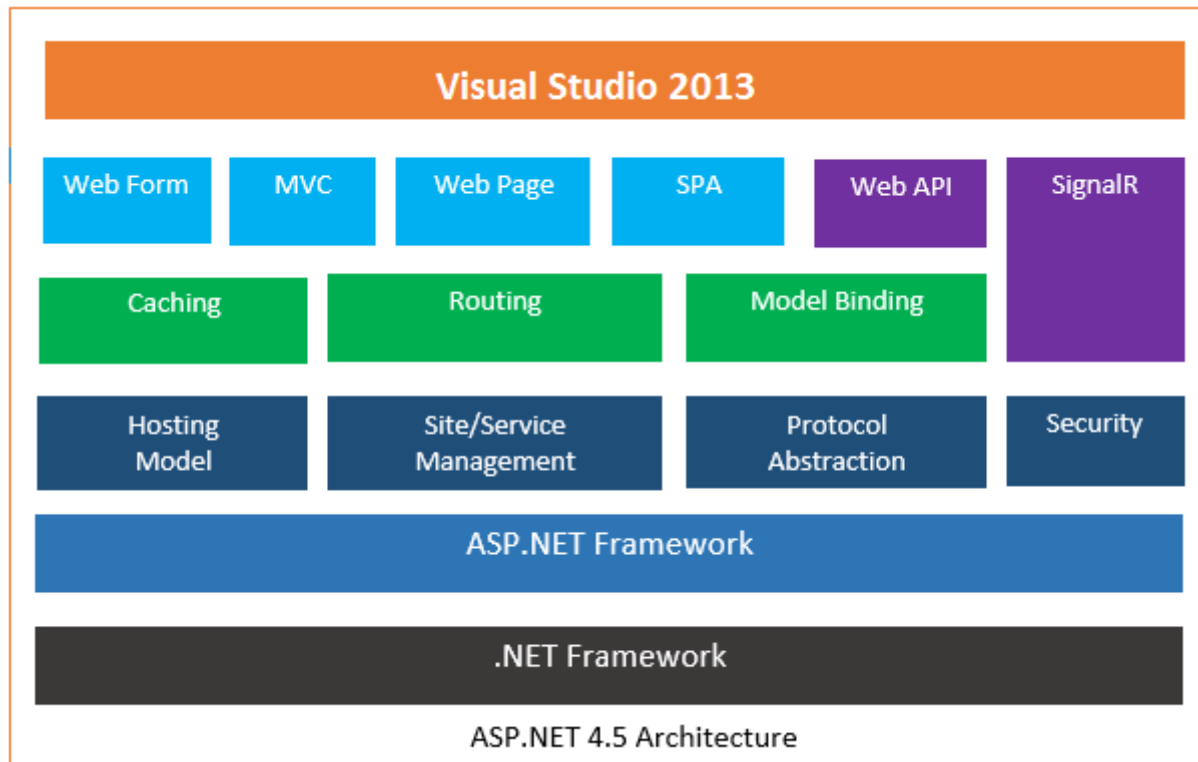 Visual Studio 2013
Web Form
MVC
Web Page
SPA
Web API
SignalR
Caching
Routing
Model Binding
Hosting
Model
Site/Service
Management
Protocol
Abstraction
Security
ASP.NET Framework
.NET Framework
ASP.NET 4.5 Architecture